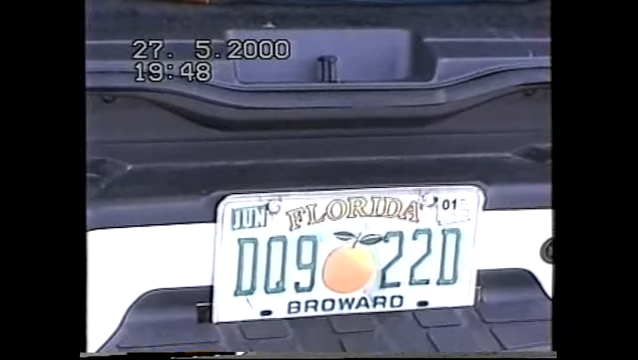 27. 5.2000
19:48
JUN FLORIDA 01
DQ9 22D
BROWARD